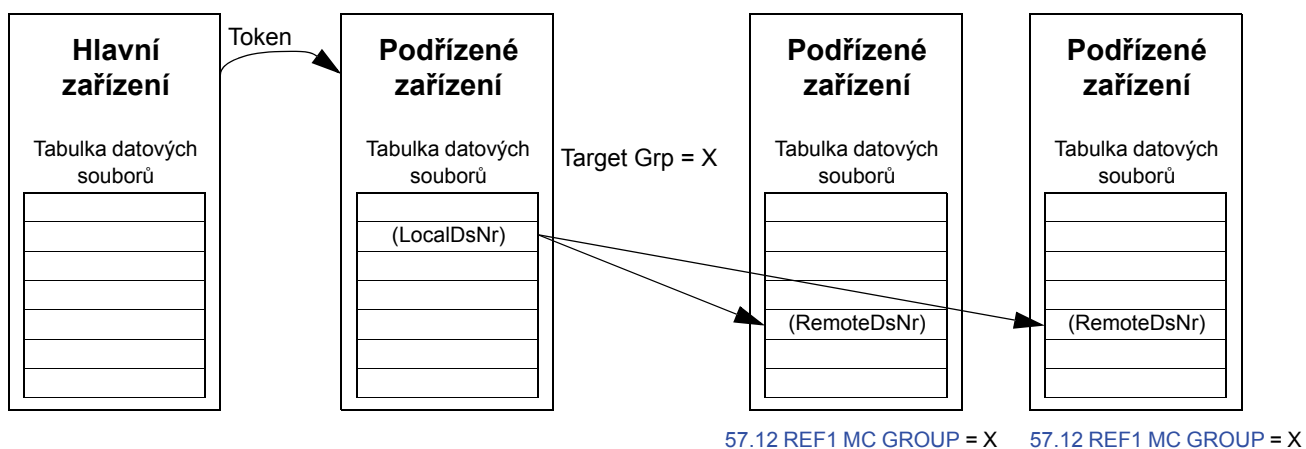 Hlavní
zařízení
Tabulka datových
souborů
Token
Podřízené
zařízení
Tabulka datových
souborů
(LocalDsNr)
Target Grp = X
Podřízené
zařízení
Tabulka datových
souborů
(RemoteDsNr)
57.12 REF1 MC GROUP = X
Podřízené
zařízení
Tabulka datových
souborů
(RemoteDsNr)
57.12 REF1 MC GROUP = X